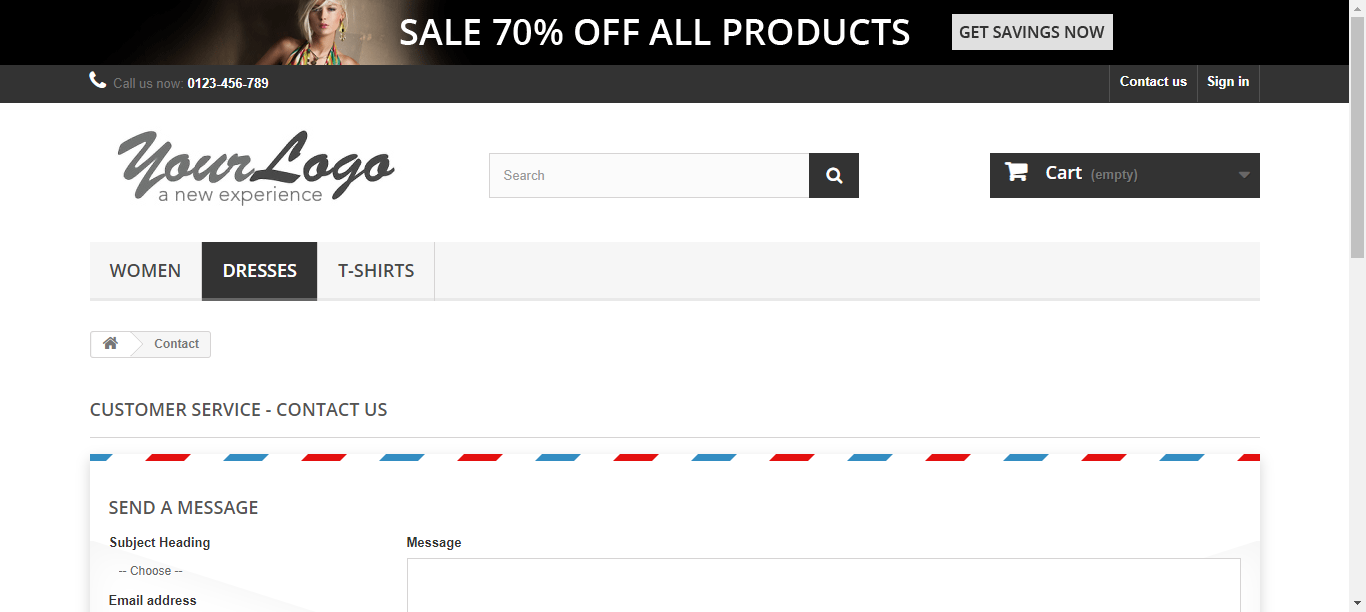 SALE 70% OFF ALL PRODUCTS GET SAVINGS NOW
Call us now: 0123-456-789 Contact us Sign in
YourLogo
a new experience
Search Cart (empty)
WOMEN DRESSES T-SHIRTS
Contact
CUSTOMER SERVICE - CONTACT US
SEND A MESSAGE
Subject Heading Message
-- Choose --
Email address